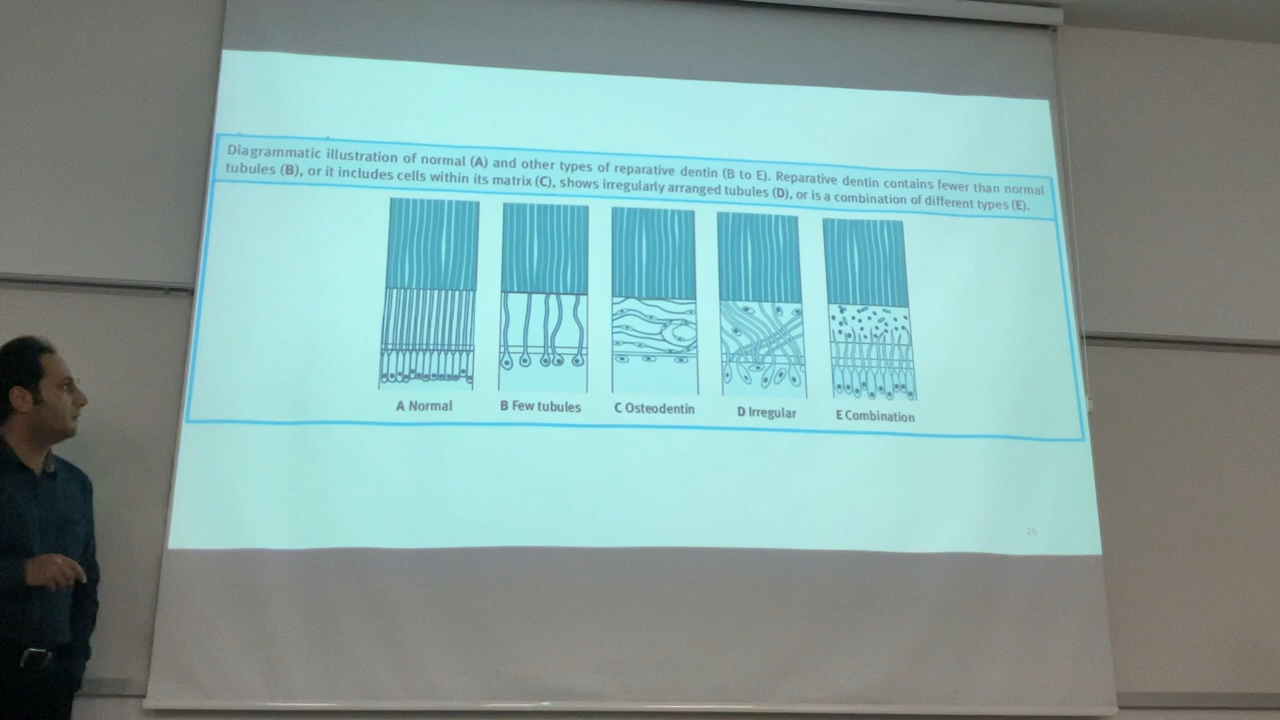 Diagrammatic illustration of normal (A) and other types of reparative dentin (B to E). Reparative dentin contains fewer than normal
tubules (B), or it includes cells within its matrix (C), shows irregularly arranged tubules (D), or is a combination of different types (E).
A Normal
B Few tubules
C Osteodentin
D Irregular
E Combination